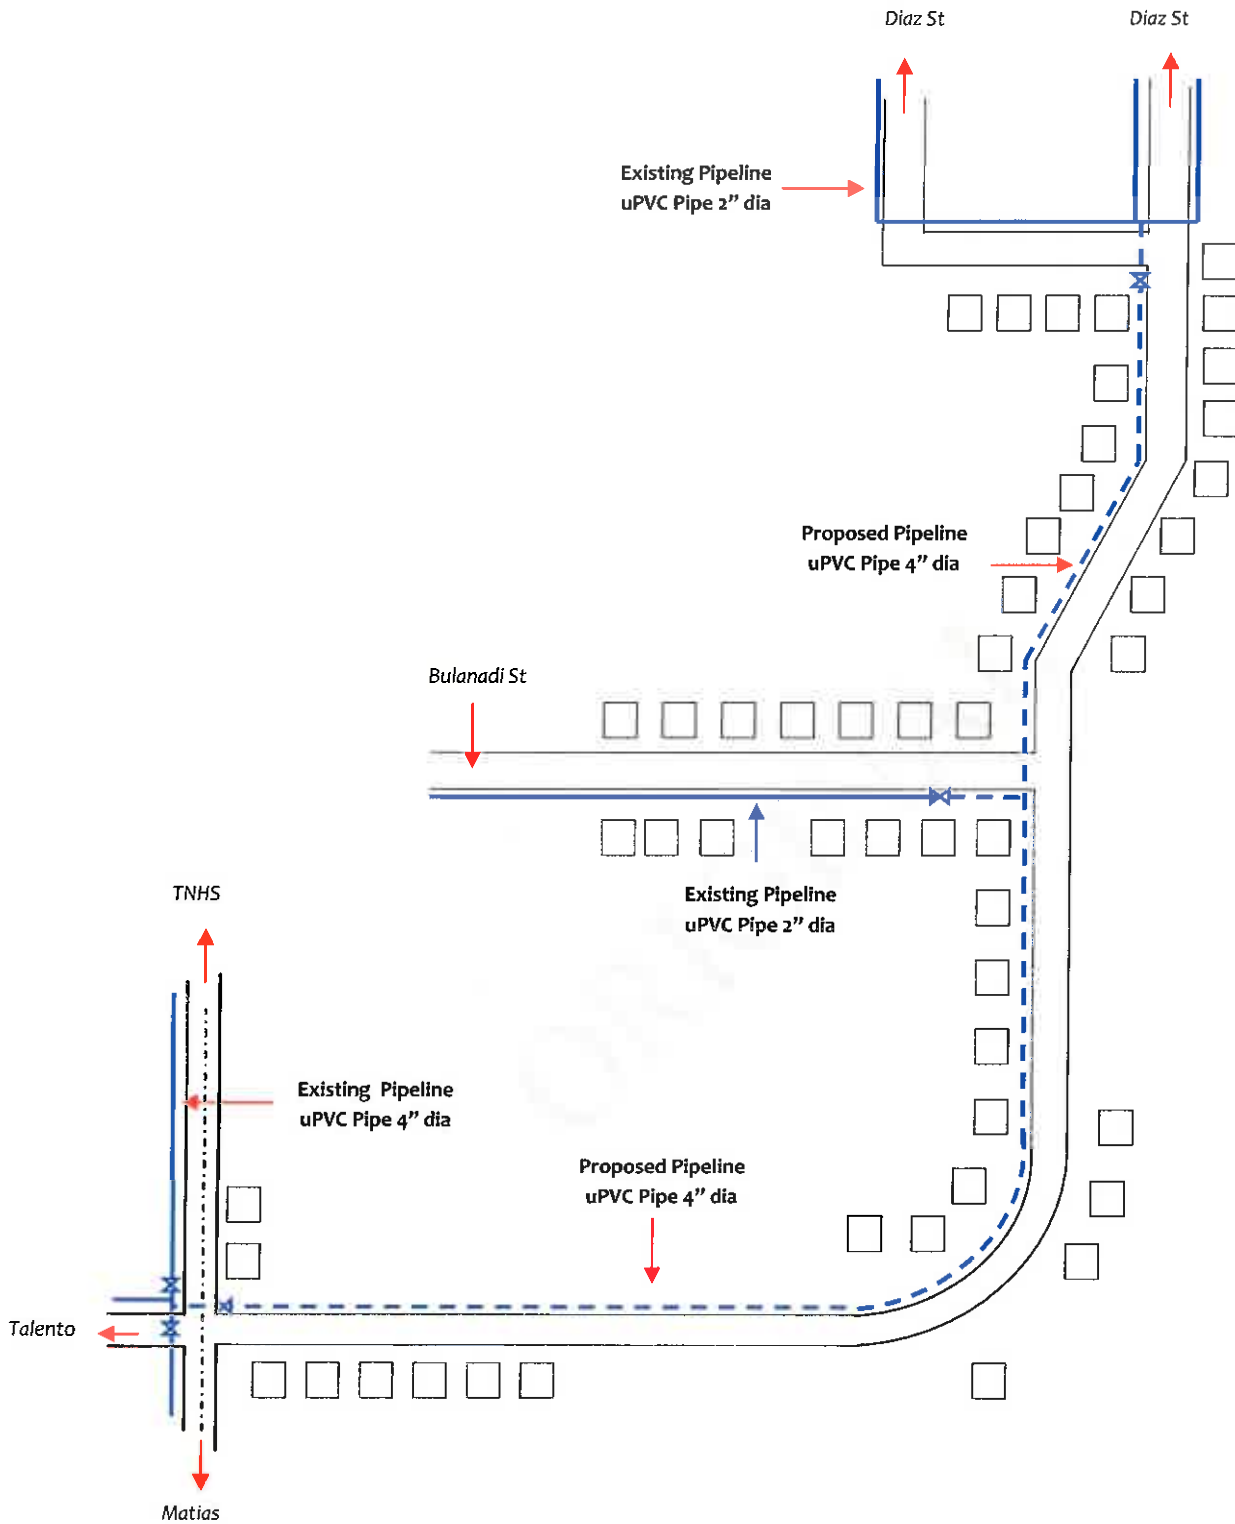 Diaz St
Diaz St
Existing Pipeline
uPVC Pipe 2” dia
Proposed Pipeline
uPVC Pipe 4” dia
Bulanadi St
Existing Pipeline
uPVC Pipe 2” dia
TNHS
Existing Pipeline
uPVC Pipe 4” dia
Proposed Pipeline
uPVC Pipe 4” dia
Talento
Matias